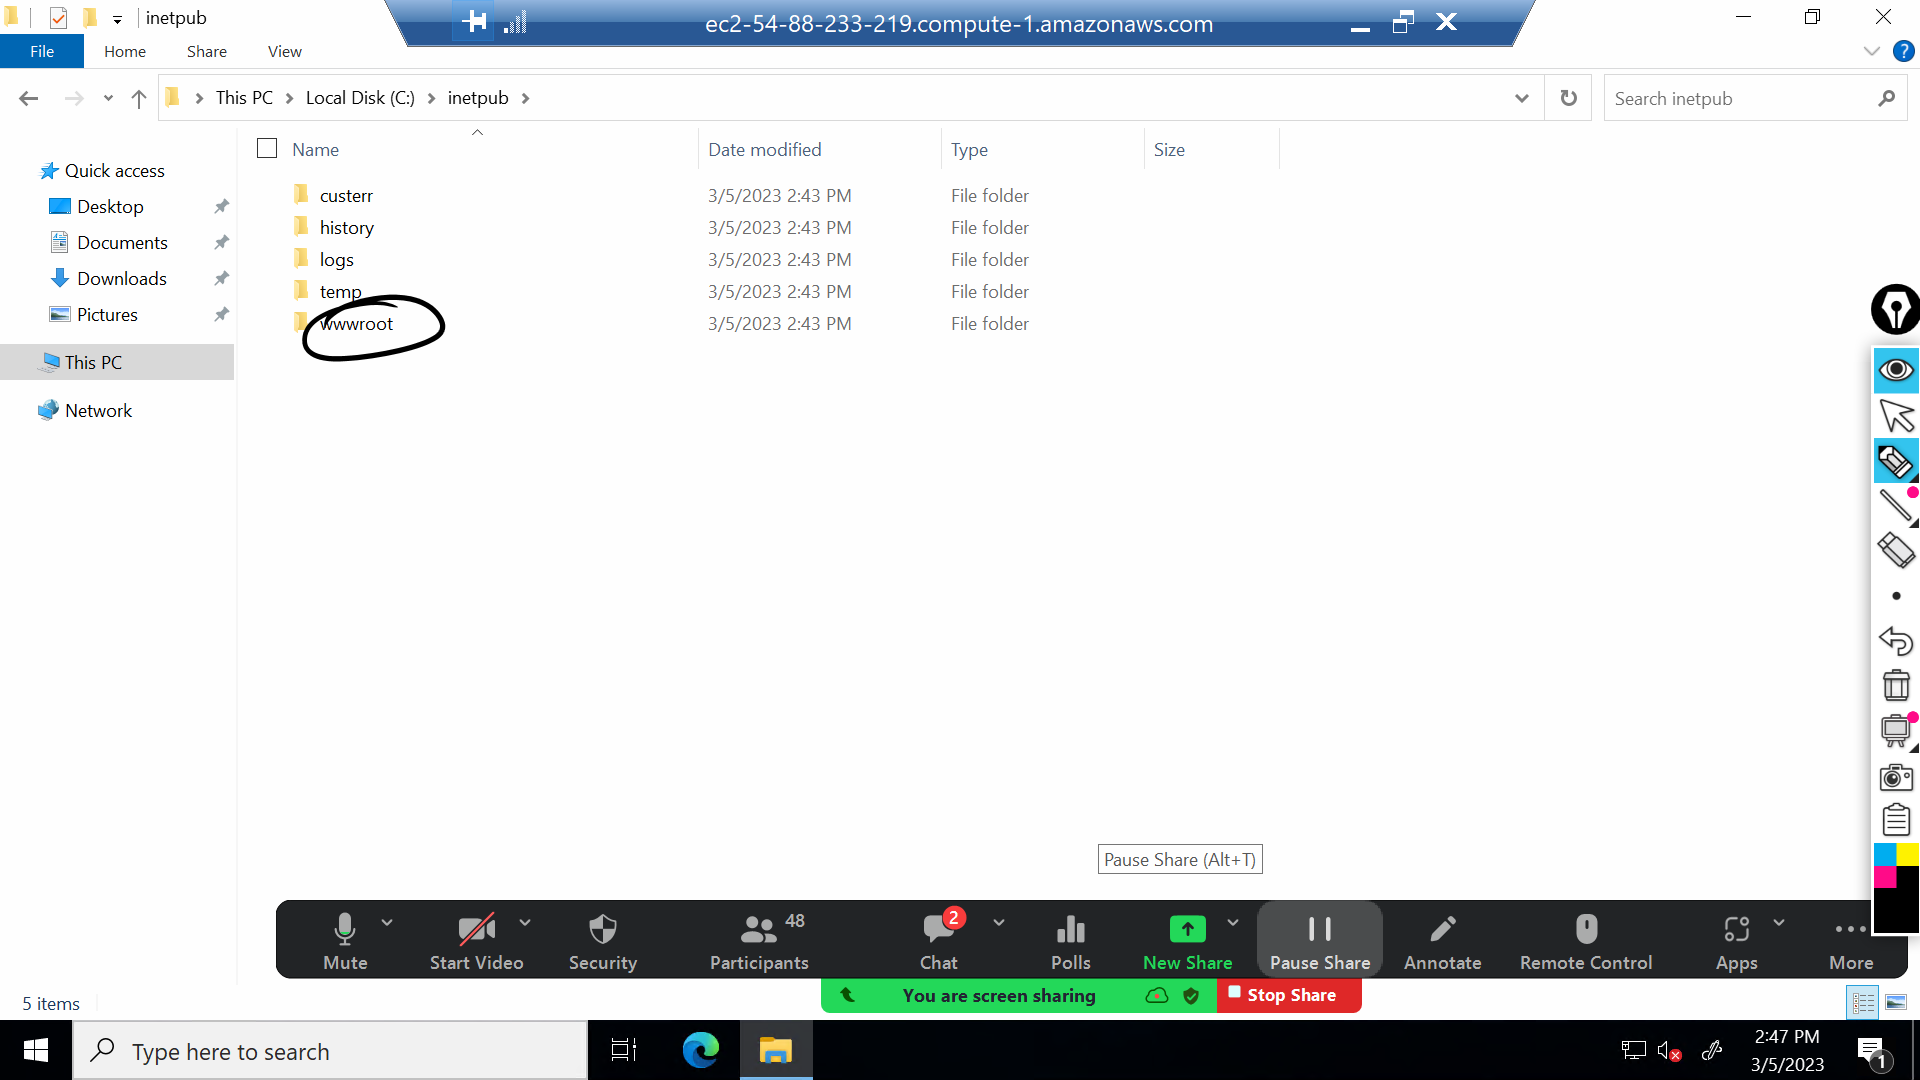 inetpub
ec2-54-88-233-219.compute-1.amazonaws.com
File Home Share View
This PC Local Disk (C:) inetpub
Search inetpub
Name Date modified Type Size
Quick access
Desktop
Documents
Downloads
Pictures
This PC
Network
custerr 3/5/2023 2:43 PM File folder
history 3/5/2023 2:43 PM File folder
logs 3/5/2023 2:43 PM File folder
temp 3/5/2023 2:43 PM File folder
wwwroot 3/5/2023 2:43 PM File folder
Pause Share (Alt+T)
48
2
Mute Start Video Security Participants Chat Polls New Share Pause Share Annotate Remote Control Apps More
You are screen sharing Stop Share
5 items
Type here to search
2:47 PM
3/5/2023
1